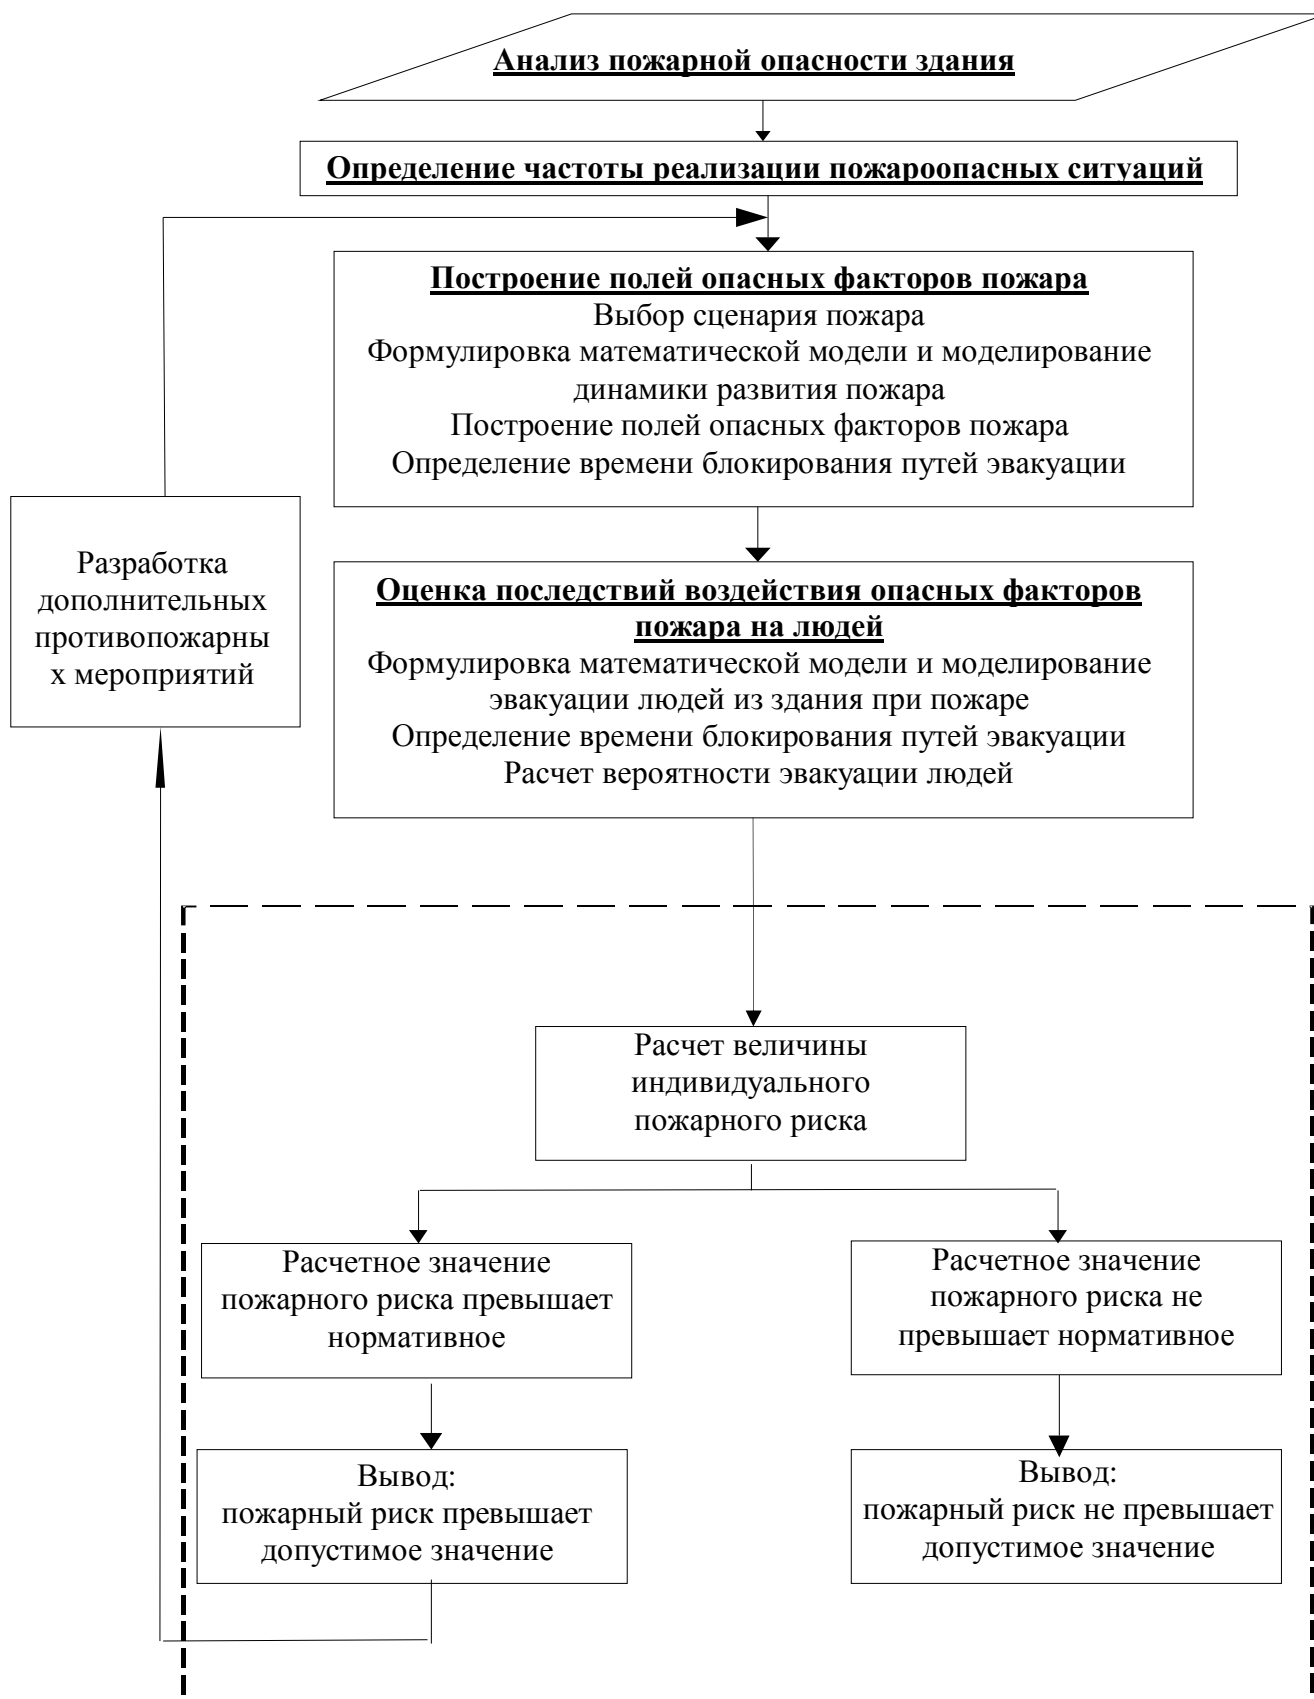 Анализ пожарной опасности здания
Определение частоты реализации пожароопасных ситуаций
Построение полей опасных факторов пожара
Выбор сценария пожара
Формулировка математической модели и моделирование
динамики развития пожара
Построение полей опасных факторов пожара
Определение времени блокирования путей эвакуации
Разработка
дополнительных
противопожарны
х мероприятий
Оценка последствий воздействия опасных факторов
пожара на людей
Формулировка математической модели и моделирование
эвакуации людей из здания при пожаре
Определение времени блокирования путей эвакуации
Расчет вероятности эвакуации людей
Расчет величины
индивидуального
пожарного риска
Расчетное значение
пожарного риска превышает
нормативное
Расчетное значение
пожарного риска не
превышает нормативное
Вывод:
пожарный риск превышает
допустимое значение
Вывод:
пожарный риск не превышает
допустимое значение